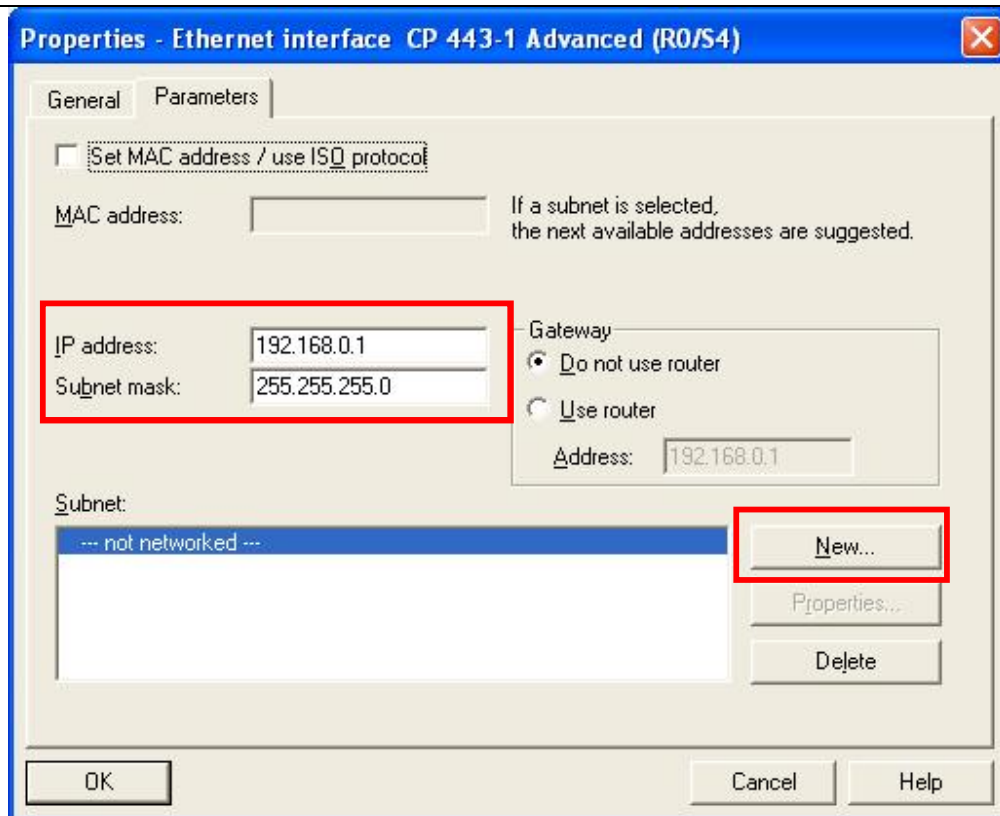 Properties - Ethernet interface CP 443-1 Advanced (R0/S4)
General Parameters
Set MAC address / use ISO protocol
MAC address:
If a subnet is selected,
the next available addresses are suggested.
IP address: 192.168.0.1
Subnet mask: 255.255.255.0
Gateway
Do not use router
Use router
Address: 192.168.0.1
Subnet:
--- not networked ---
New...
Properties...
Delete
OK Cancel Help